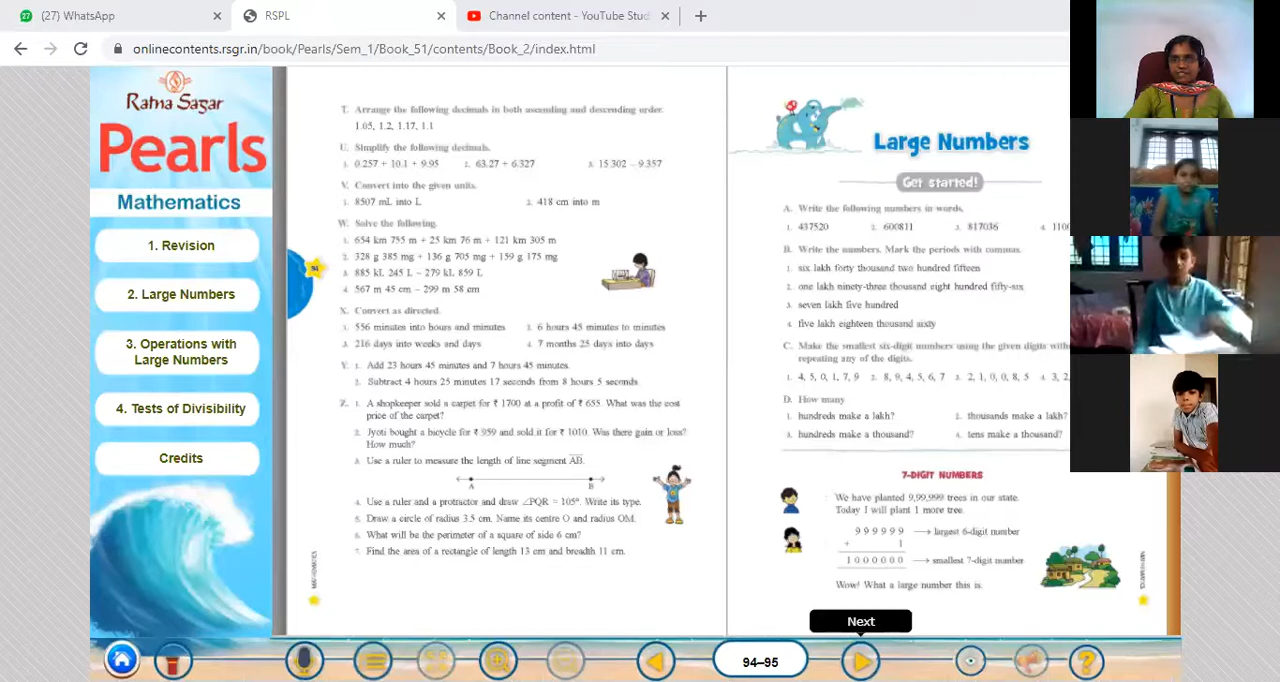 (27) WhatsApp
RSPL
Channel content - YouTube Stud
onlinecontents.rsgr.in/book/Pearls/Sem_1/Book_51/contents/Book_2/index.html
Ratna Sagar
Pearls
Mathematics
1. Revision
2. Large Numbers
3. Operations with
Large Numbers
4. Tests of Divisibility
Credits
94
T. Arrange the following decimals in both ascending and descending order.
1.05, 1.2, 1.17, 1.1
U. Simplify the following decimals.
1. 0.257 + 10.1 + 9.95 2. 63.27 + 6.327 3. 15.302 – 9.357
V. Convert into the given units.
1. 8507 mL into L 2. 418 cm into m
W. Solve the following.
1. 654 km 755 m + 25 km 76 m + 121 km 305 m
2. 328 g 385 mg + 136 g 705 mg + 159 g 175 mg
3. 885 kL 245 L – 279 kL 859 L
4. 567 m 45 cm – 299 m 58 cm
X. Convert as directed.
1. 556 minutes into hours and minutes 2. 6 hours 45 minutes to minutes
3. 216 days into weeks and days 4. 7 months 25 days into days
Y. 1. Add 23 hours 45 minutes and 7 hours 45 minutes.
2. Subtract 4 hours 25 minutes 17 seconds from 8 hours 5 seconds
Z. 1. A shopkeeper sold a carpet for ₹ 1700 at a profit of ₹ 655. What was the cost
price of the carpet?
2. Jyoti bought a bicycle for ₹ 959 and sold it for ₹ 1010. Was there gain or loss?
How much?
3. Use a ruler to measure the length of line segment AB.
A B
4. Use a ruler and a protractor and draw ∠PQR = 105°. Write its type.
5. Draw a circle of radius 3.5 cm. Name its centre O and radius OM.
6. What will be the perimeter of a square of side 6 cm?
7. Find the area of a rectangle of length 13 cm and breadth 11 cm.
Large Numbers
Get started!
A. Write the following numbers in words.
1. 437520 2. 600811 3. 817036 4. 1100
B. Write the numbers. Mark the periods with commas.
1. six lakh forty thousand two hundred fifteen
2. one lakh ninety-three thousand eight hundred fifty-six
3. seven lakh five hundred
4. five lakh eighteen thousand sixty
C. Make the smallest six-digit numbers using the given digits with
repeating any of the digits.
1. 4, 5, 0, 1, 7, 9 2. 8, 9, 4, 5, 6, 7 3. 2, 1, 0, 0, 8, 5 4. 3, 2,
D. How many
1. hundreds make a lakh? 2. thousands make a lakh?
3. hundreds make a thousand? 4. tens make a thousand?
7-DIGIT NUMBERS
We have planted 9,99,999 trees in our state.
Today I will plant 1 more tree.
999999 → largest 6-digit number
+ 1
1000000 → smallest 7-digit number
Wow! What a large number this is.
Next
94–95
?